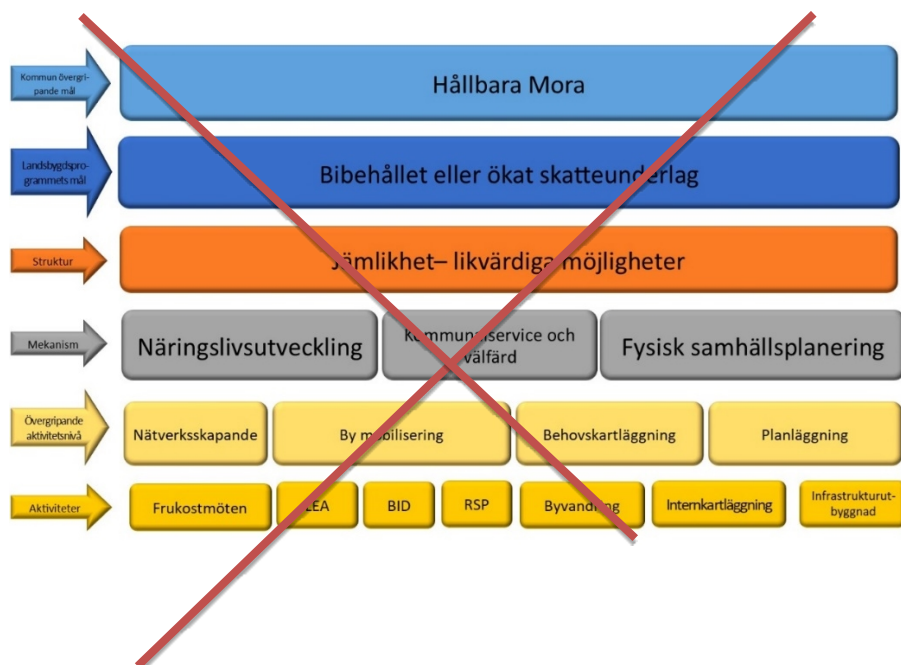 Kommun övergri-
pande mål
Hållbara Mora
Landsbygdspro-
grammets mål
Bibehållet eller ökat skatteunderlag
Struktur
Jämlikhet– likvärdiga möjligheter
Mekanism
Näringslivsutveckling
Kommunal service och
välfärd
Fysisk samhällsplanering
Övergripande
aktivitetsnivå
Nätverksskapande
By mobilisering
Behovskartläggning
Planläggning
Aktiviteter
Frukostmöten
BID
RSP
Byvandring
Internkartläggning
Infrastrukturut-
byggnad